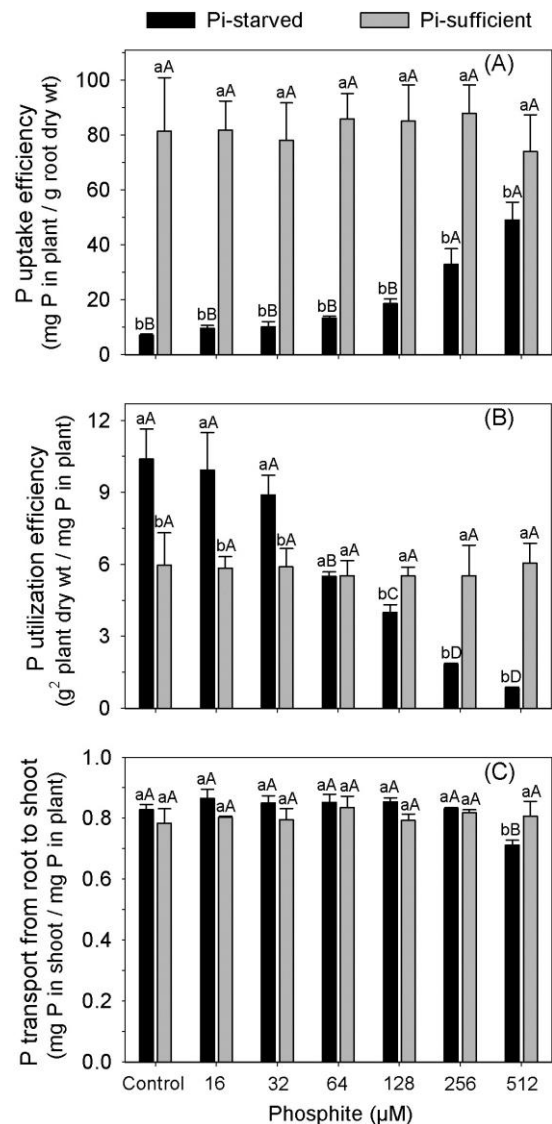 Pi-starved Pi-sufficient
(A)
P uptake efficiency
(mg P in plant / g root dry wt)
100
80
60
40
20
0
aA aA aA aA aA aA aA
bB bB bB bB bB bA bA
(B)
P utilization efficiency
(g² plant dry wt / mg P in plant)
12
9
6
3
0
aA aA aA aB bC bD bD
bA bA bA aA aA aA aA
(C)
P transport from root to shoot
(mg P in shoot / mg P in plant)
1.0
0.8
0.6
0.4
0.2
0.0
aA aA aA aA aA aA aA aA aA aA aA aA bB aA
Control 16 32 64 128 256 512
Phosphite (µM)